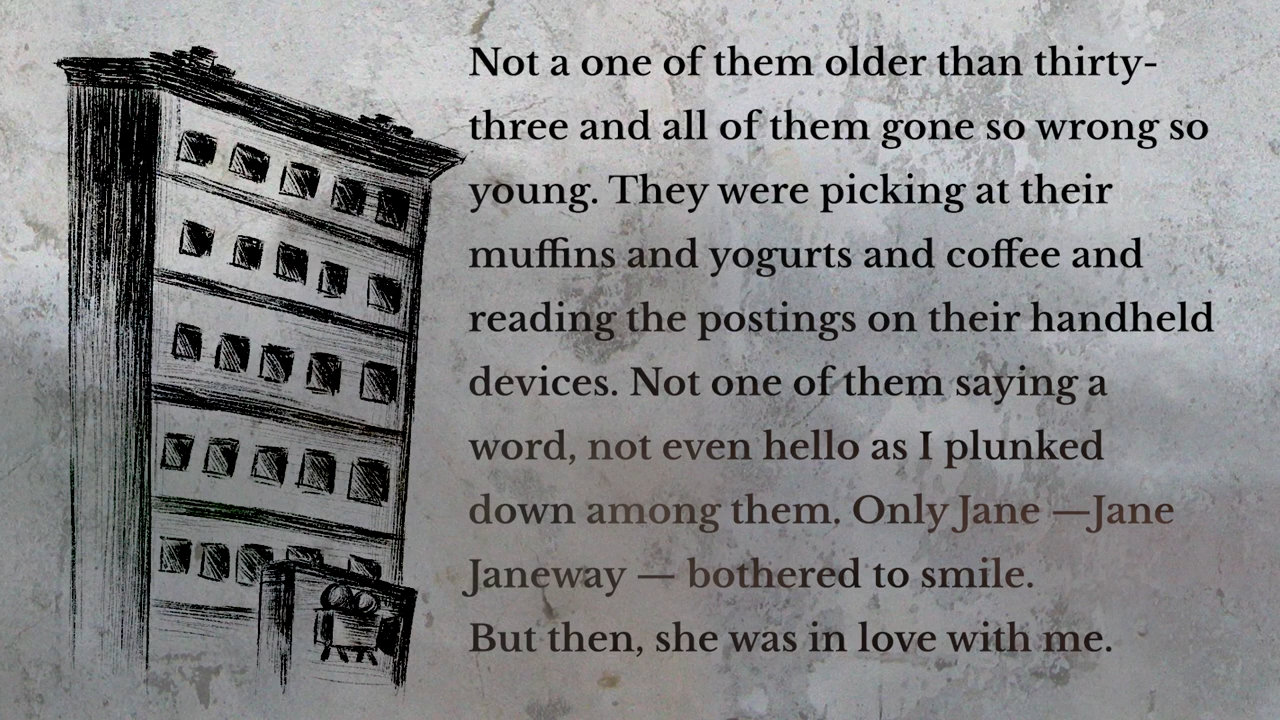 Not a one of them older than thirty-
three and all of them gone so wrong so
young. They were picking at their
muffins and yogurts and coffee and
reading the postings on their handheld
devices. Not one of them saying a
word, not even hello as I plunked
down among them. Only Jane —Jane
Janeway — bothered to smile.
But then, she was in love with me.